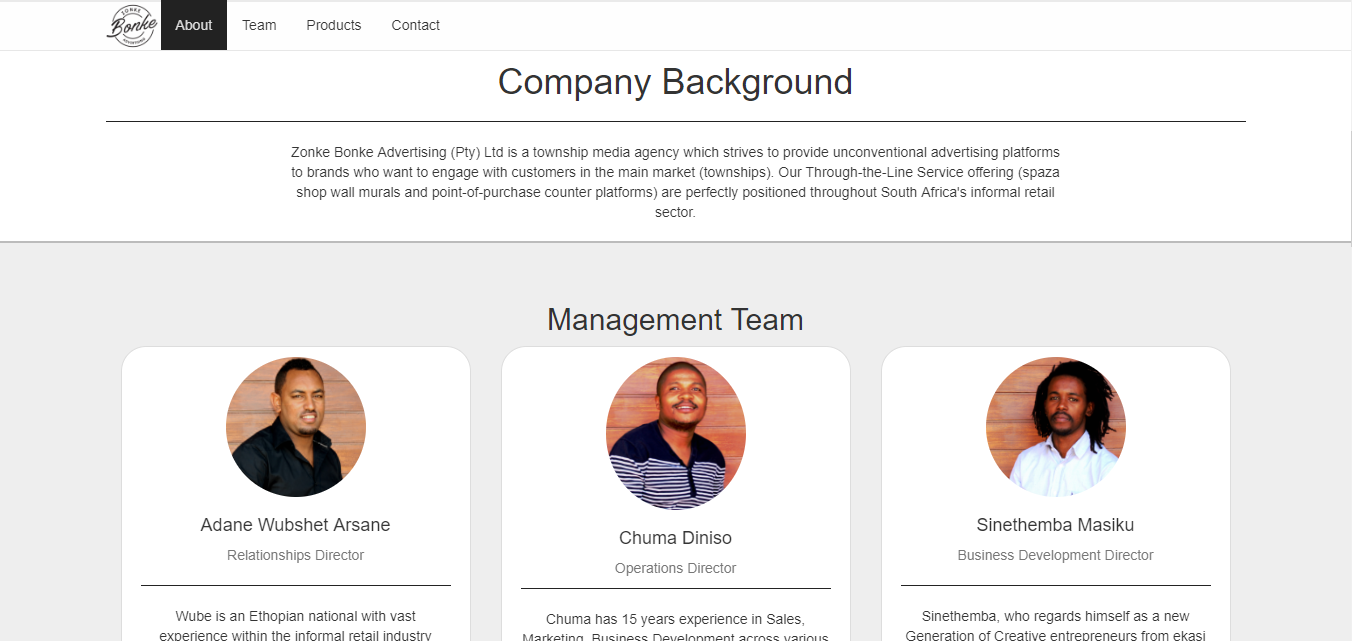 ZONKE
Bonke
ADVERTISING
About
Team
Products
Contact
Company Background
Zonke Bonke Advertising (Pty) Ltd is a township media agency which strives to provide unconventional advertising platforms
to brands who want to engage with customers in the main market (townships). Our Through-the-Line Service offering (spaza
shop wall murals and point-of-purchase counter platforms) are perfectly positioned throughout South Africa's informal retail
sector.
Management Team
Adane Wubshet Arsane
Relationships Director
Wube is an Ethopian national with vast
experience within the informal retail industry
Chuma Diniso
Operations Director
Chuma has 15 years experience in Sales,
Marketing, Business Development across various
Sinethemba Masiku
Business Development Director
Sinethemba, who regards himself as a new
Generation of Creative entrepreneurs from ekasi